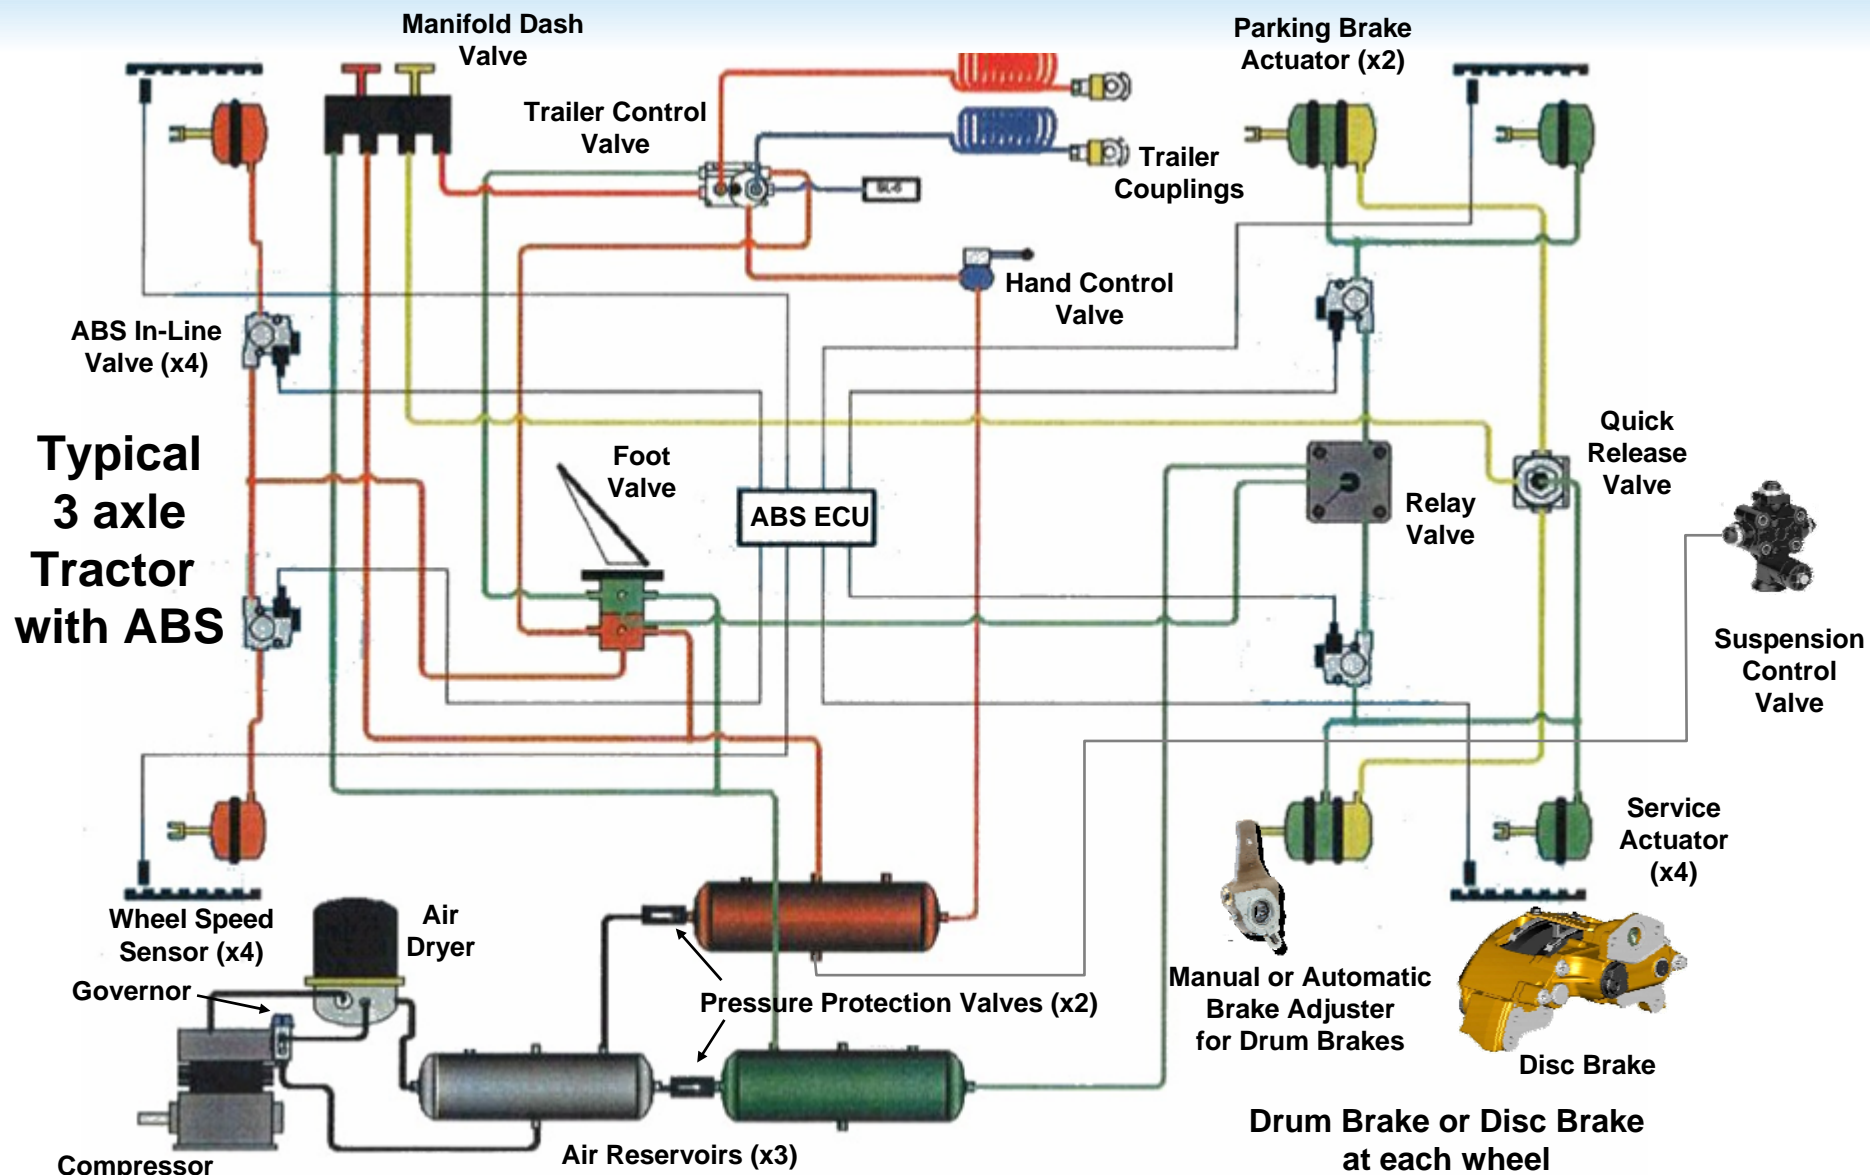 Manifold Dash
Valve
Parking Brake
Actuator (x2)
Trailer Control
Valve
Trailer
Couplings
Hand Control
Valve
ABS In-Line
Valve (x4)
Typical
3 axle
Tractor
with ABS
Foot
Valve
ABS ECU
Quick
Release
Valve
Relay
Valve
Suspension
Control
Valve
Service
Actuator
(x4)
Wheel Speed
Sensor (x4)
Air
Dryer
Governor
Pressure Protection Valves (x2)
Manual or Automatic
Brake Adjuster
for Drum Brakes
Disc Brake
Air Reservoirs (x3)
Compressor
Drum Brake or Disc Brake
at each wheel